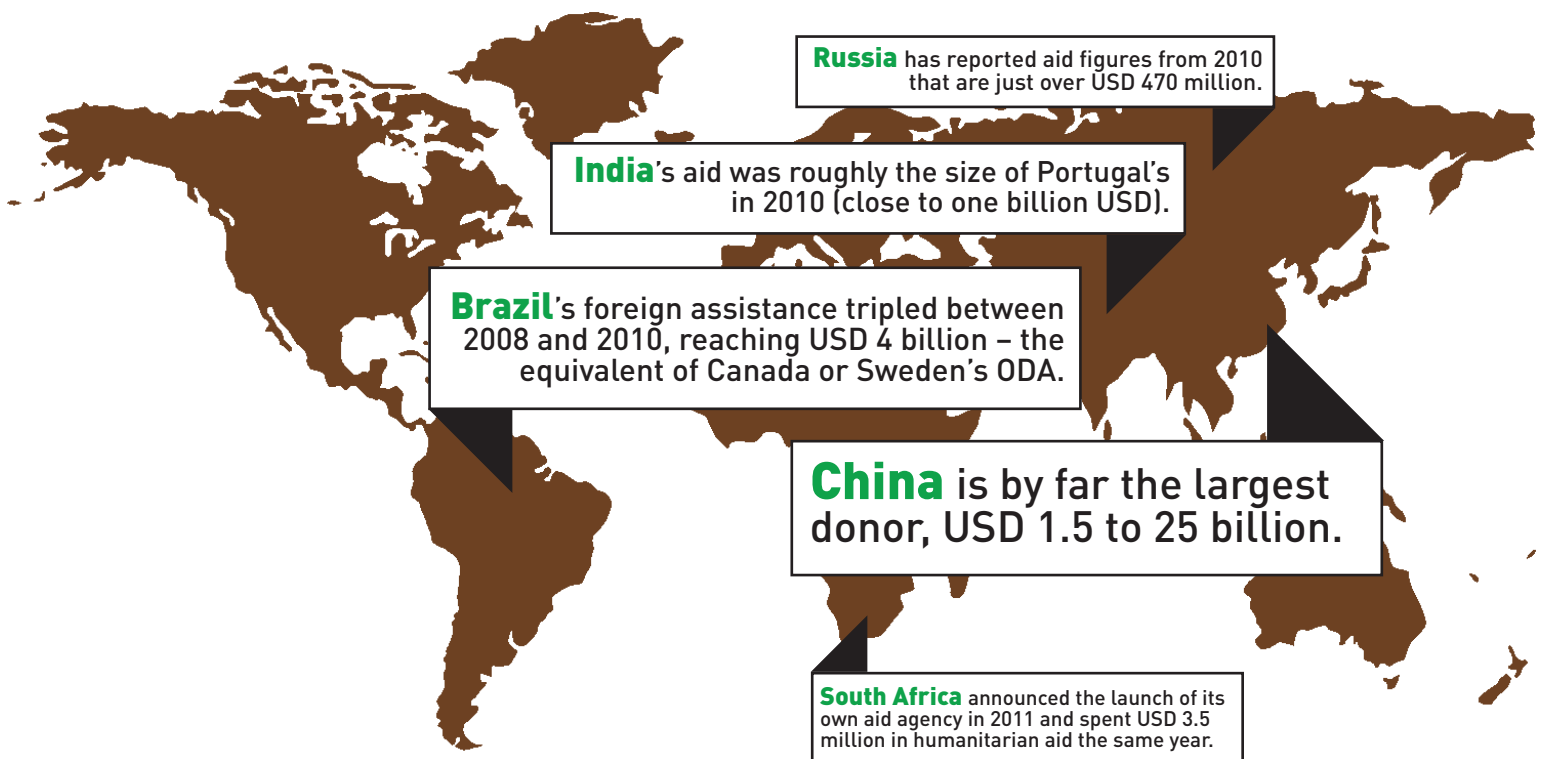 Russia has reported aid figures from 2010
that are just over USD 470 million.
India’s aid was roughly the size of Portugal’s
in 2010 (close to one billion USD).
Brazil’s foreign assistance tripled between
2008 and 2010, reaching USD 4 billion – the
equivalent of Canada or Sweden’s ODA.
China is by far the largest
donor, USD 1.5 to 25 billion.
South Africa announced the launch of its
own aid agency in 2011 and spent USD 3.5
million in humanitarian aid the same year.